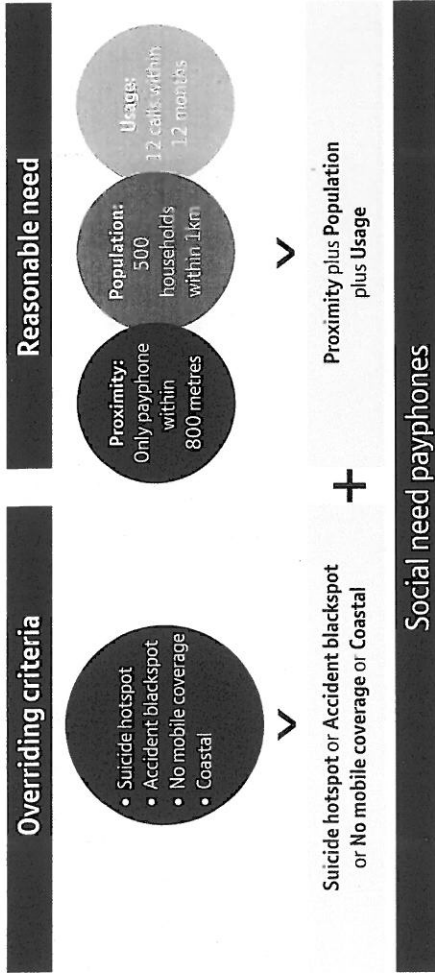 Overriding criteria
• Suicide hotspot
• Accident blackspot
• No mobile coverage
• Coastal
Suicide hotspot or Accident blackspot
or No mobile coverage or Coastal
+
Reasonable need
Proximity:
Only payphone
within
800 metres
Population:
500
households
within 1km
Usage:
12 calls within
12 months
Proximity plus Population
plus Usage
Social need payphones